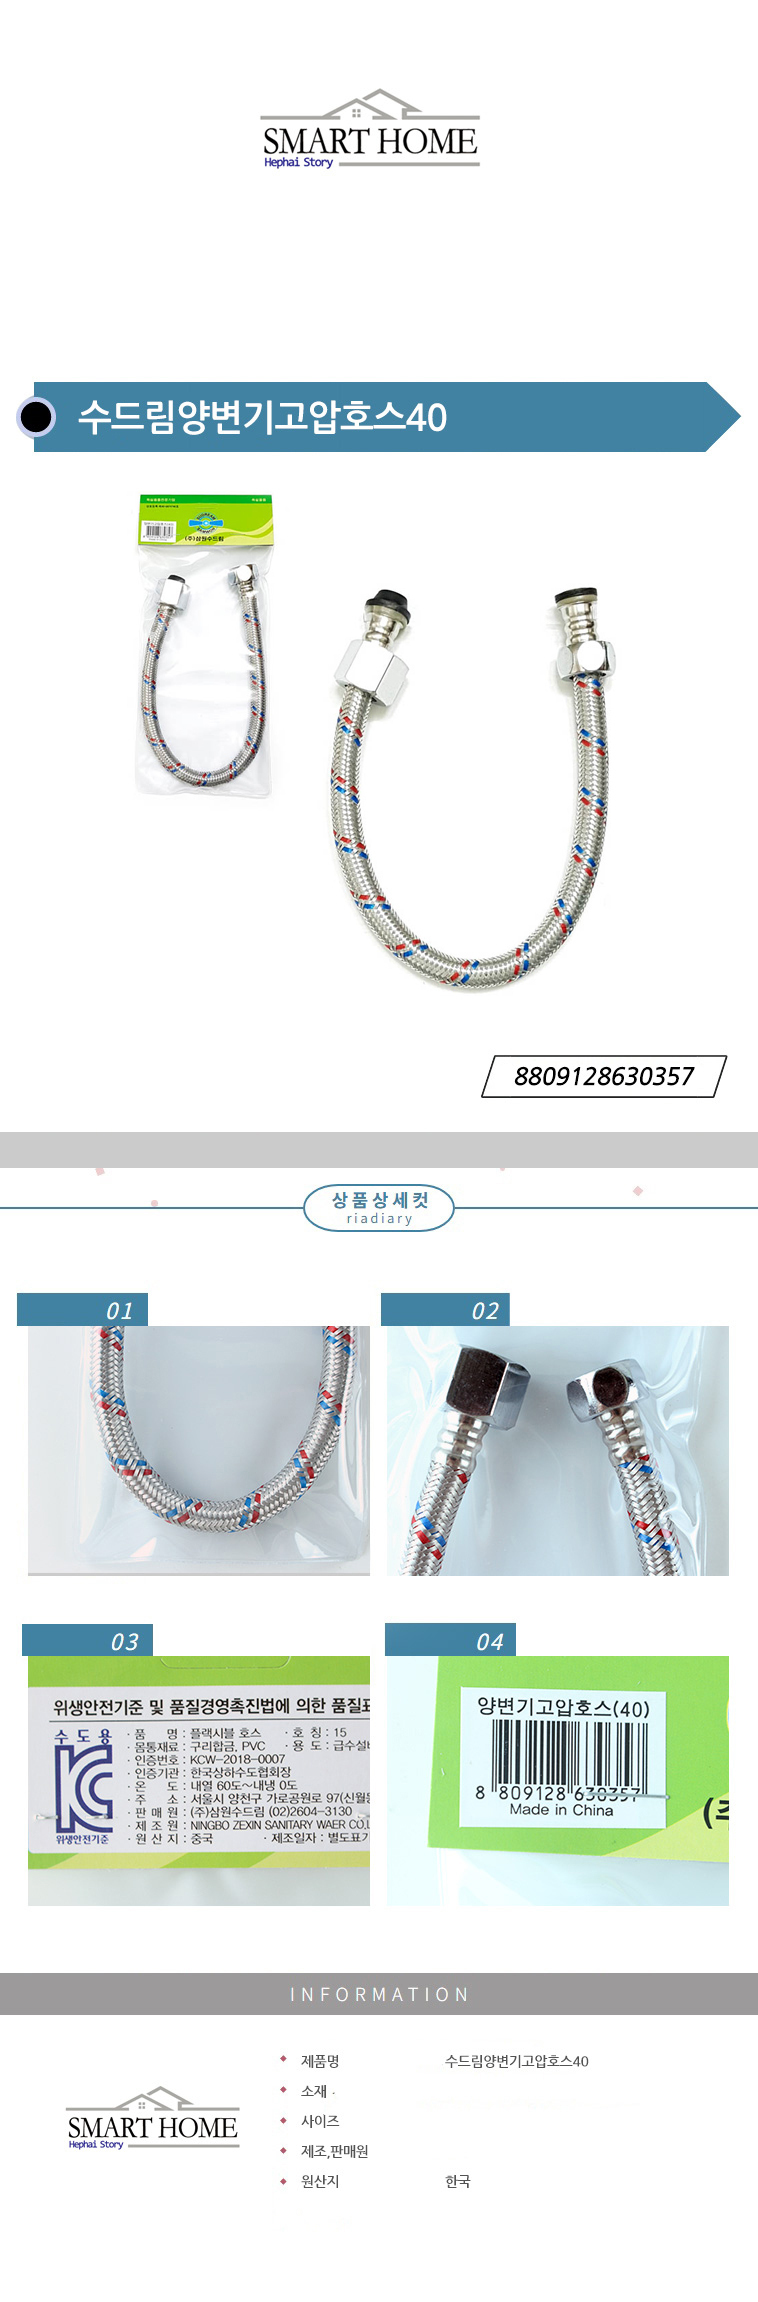 SMART HOME
Hephai Story
수드림양변기고압호스40
(주)삼원수드림
8809128630357
상품상세컷
riadiary
01
02
03
04
위생안전기준 및 품질경영촉진법에 의한 품질표
수도용
위생안전기준
· 품 명 : 플랙시블 호스 · 호 칭 : 15
· 몸통재료 : 구리합금, PVC · 용 도 : 급수설비
· 인증번호 : KCW-2018-0007
· 인증기관 : 한국상하수도협회장
· 온 도 : 내열 60도~내냉 0도
· 주 소 : 서울시 양천구 가로공원로 97(신월동
· 판 매 원 : (주)삼원수드림 (02)2604-3130
· 제 조 원 : NINGBO ZEXIN SANITARY WAER CO.L
· 원 산 지 : 중국 · 제조일자 : 별도표기
양변기고압호스(40)
8 809128 630357
Made in China
(주
INFORMATION
SMART HOME
Hephai Story
제품명 수드림양변기고압호스40
소재
사이즈
제조,판매원
원산지 한국